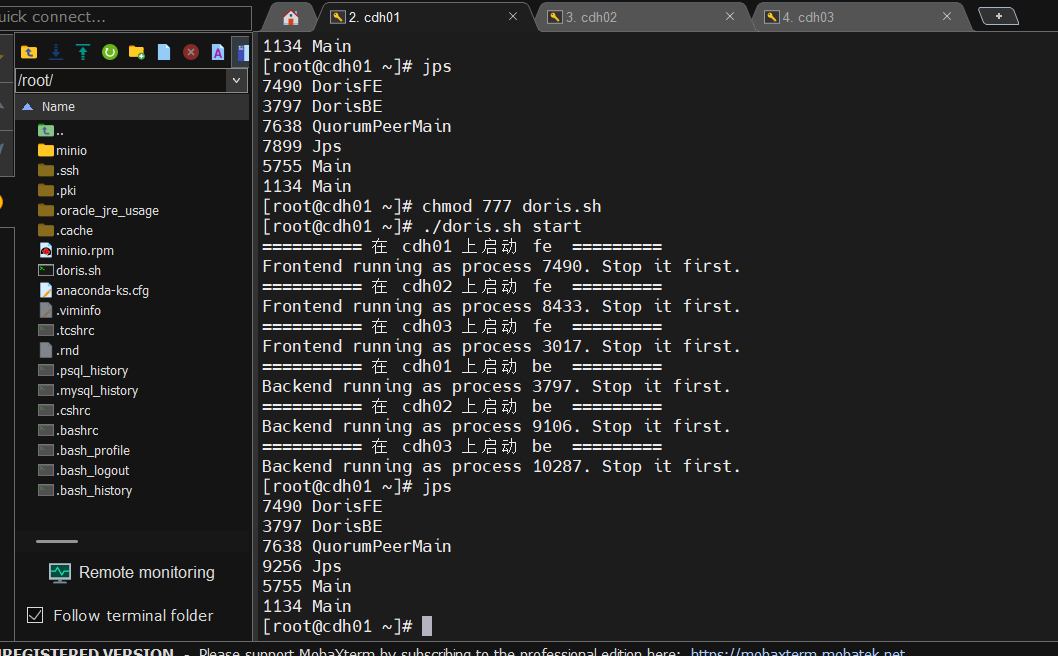 uick connect...
2. cdh01
3. cdh02
4. cdh03
/root/
Name
..
minio
.ssh
.pki
.oracle_jre_usage
.cache
minio.rpm
doris.sh
anaconda-ks.cfg
.viminfo
.tcshrc
.rnd
.psql_history
.mysql_history
.cshrc
.bashrc
.bash_profile
.bash_logout
.bash_history
Remote monitoring
Follow terminal folder
1134 Main
[root@cdh01 ~]# jps
7490 DorisFE
3797 DorisBE
7638 QuorumPeerMain
7899 Jps
5755 Main
1134 Main
[root@cdh01 ~]# chmod 777 doris.sh
[root@cdh01 ~]# ./doris.sh start
========== 在 cdh01 上启动 fe =========
Frontend running as process 7490. Stop it first.
========== 在 cdh02 上启动 fe =========
Frontend running as process 8433. Stop it first.
========== 在 cdh03 上启动 fe =========
Frontend running as process 3017. Stop it first.
========== 在 cdh01 上启动 be =========
Backend running as process 3797. Stop it first.
========== 在 cdh02 上启动 be =========
Backend running as process 9106. Stop it first.
========== 在 cdh03 上启动 be =========
Backend running as process 10287. Stop it first.
[root@cdh01 ~]# jps
7490 DorisFE
3797 DorisBE
7638 QuorumPeerMain
9256 Jps
5755 Main
1134 Main
[root@cdh01 ~]#
REGISTERED VERSION - Please support MobaXterm by subscribing to the professional edition here: https://mobaxterm.mobatek.net